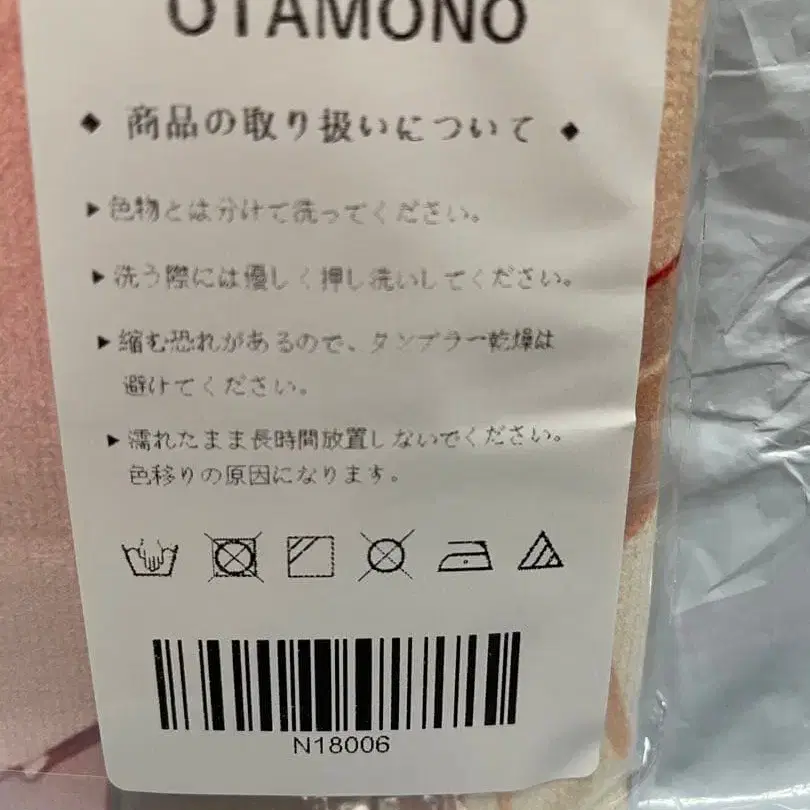 OTAMONO
◆ 商品の取り扱いについて ◆
▶色物とは分けて洗ってください。
▶洗う際には優しく押し洗いしてください。
▶縮む恐れがあるので、タンブラー乾燥は
避けてください。
▶濡れたまま長時間放置しないでください。
色移りの原因になります。
N18006